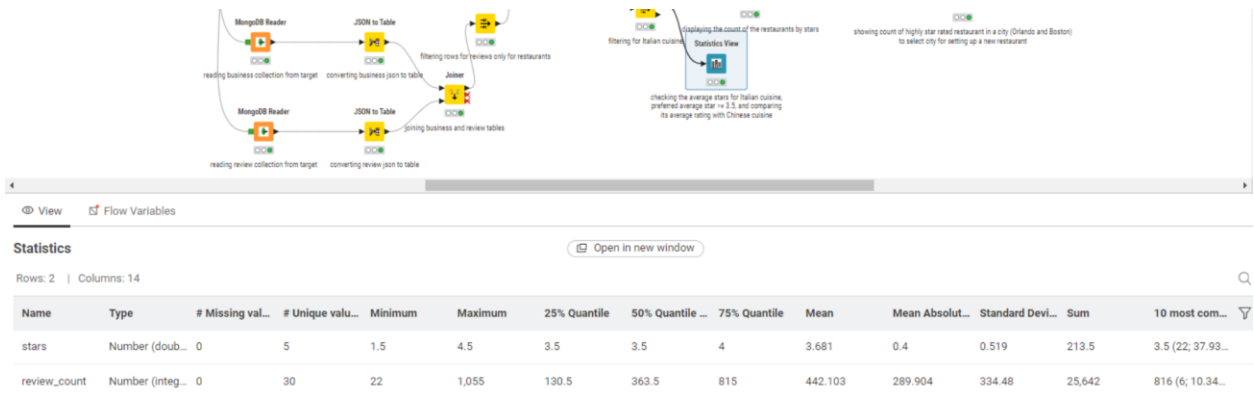 MongoDB Reader
JSON to Table
reading business collection from target
converting business json to table
filtering rows for reviews only for restaurants
Joiner
MongoDB Reader
JSON to Table
joining business and review tables
reading review collection from target
converting review json to table
displaying the count of the restaurants by stars
filtering for Italian cuisine
Statistics View
checking the average stars for Italian cuisine,
preferred average star >= 3.5, and comparing
its average rating with Chinese cuisine
showing count of highly star rated restaurant in a city (Orlando and Boston)
to select city for setting up a new restaurant
View Flow Variables
Statistics
Open in new window
Rows: 2 | Columns: 14
Name Type # Missing val... # Unique valu... Minimum Maximum 25% Quantile 50% Quantile ... 75% Quantile Mean Mean Absolut... Standard Devi... Sum 10 most com...
stars Number (doub... 0 5 1.5 4.5 3.5 3.5 4 3.681 0.4 0.519 213.5 3.5 (22; 37.93...
review_count Number (integ... 0 30 22 1,055 130.5 363.5 815 442.103 289.904 334.48 25,642 816 (6; 10.34...